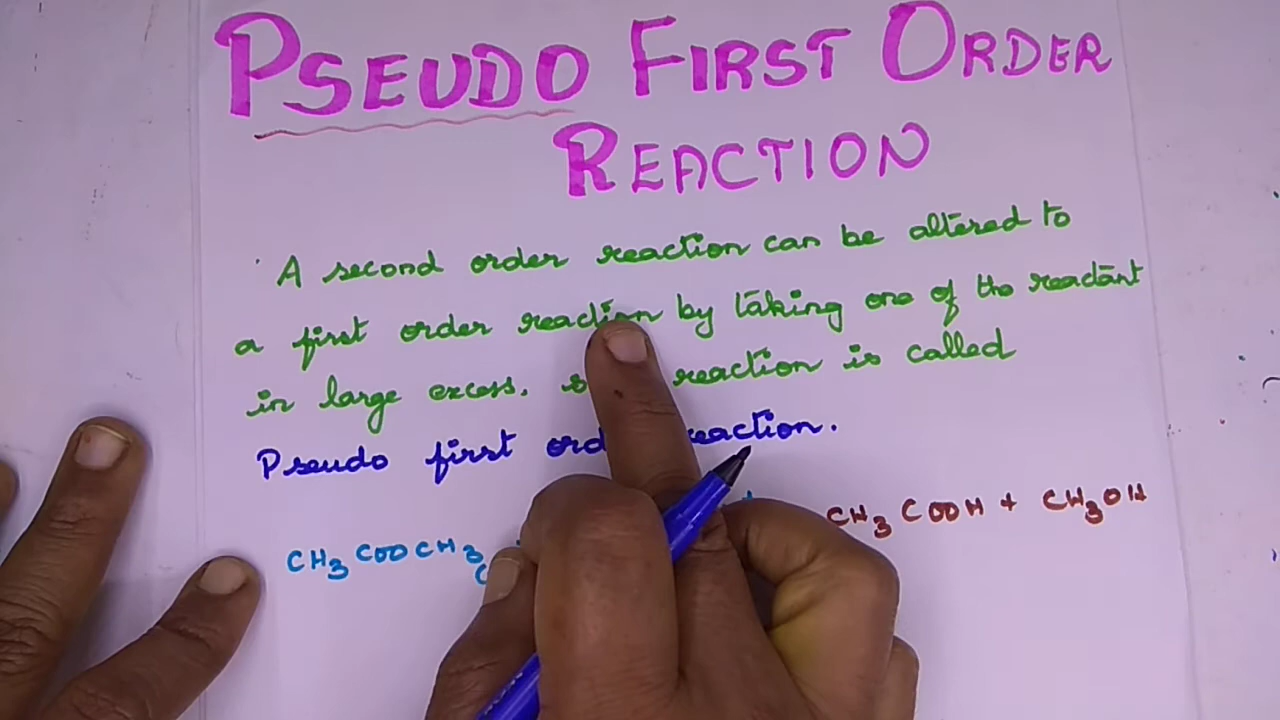 PSEUDO FIRST ORDER
REACTION
A second order reaction can be altered to
a first order reaction by taking one of the reactant
in large excess. reaction is called
Pseudo first reaction.
CH3COOCH3 CH3COOH + CH3OH